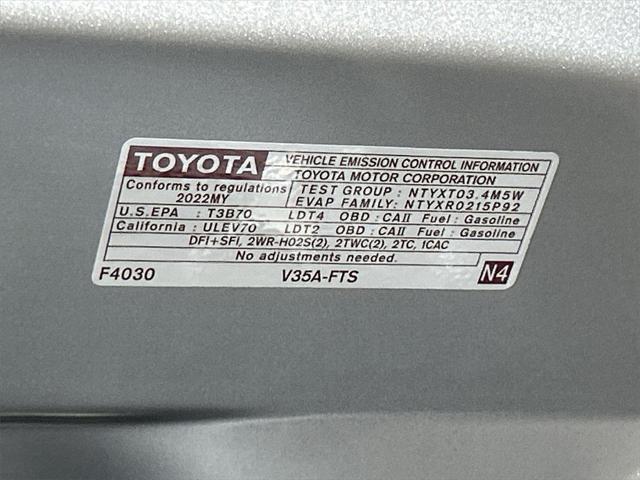 TOYOTA VEHICLE EMISSION CONTROL INFORMATION
TOYOTA MOTOR CORPORATION
Conforms to regulations TEST GROUP : NTYXT03.4M5W
2022MY EVAP FAMILY: NTYXR0215P92
U.S.EPA : T3B70 LDT4 OBD : CAII Fuel : Gasoline
California : ULEV70 LDT2 OBD : CAII Fuel : Gasoline
DFI+SFI, 2WR-HO2S(2), 2TWC(2), 2TC, 1CAC
No adjustments needed.
F4030 V35A-FTS N4